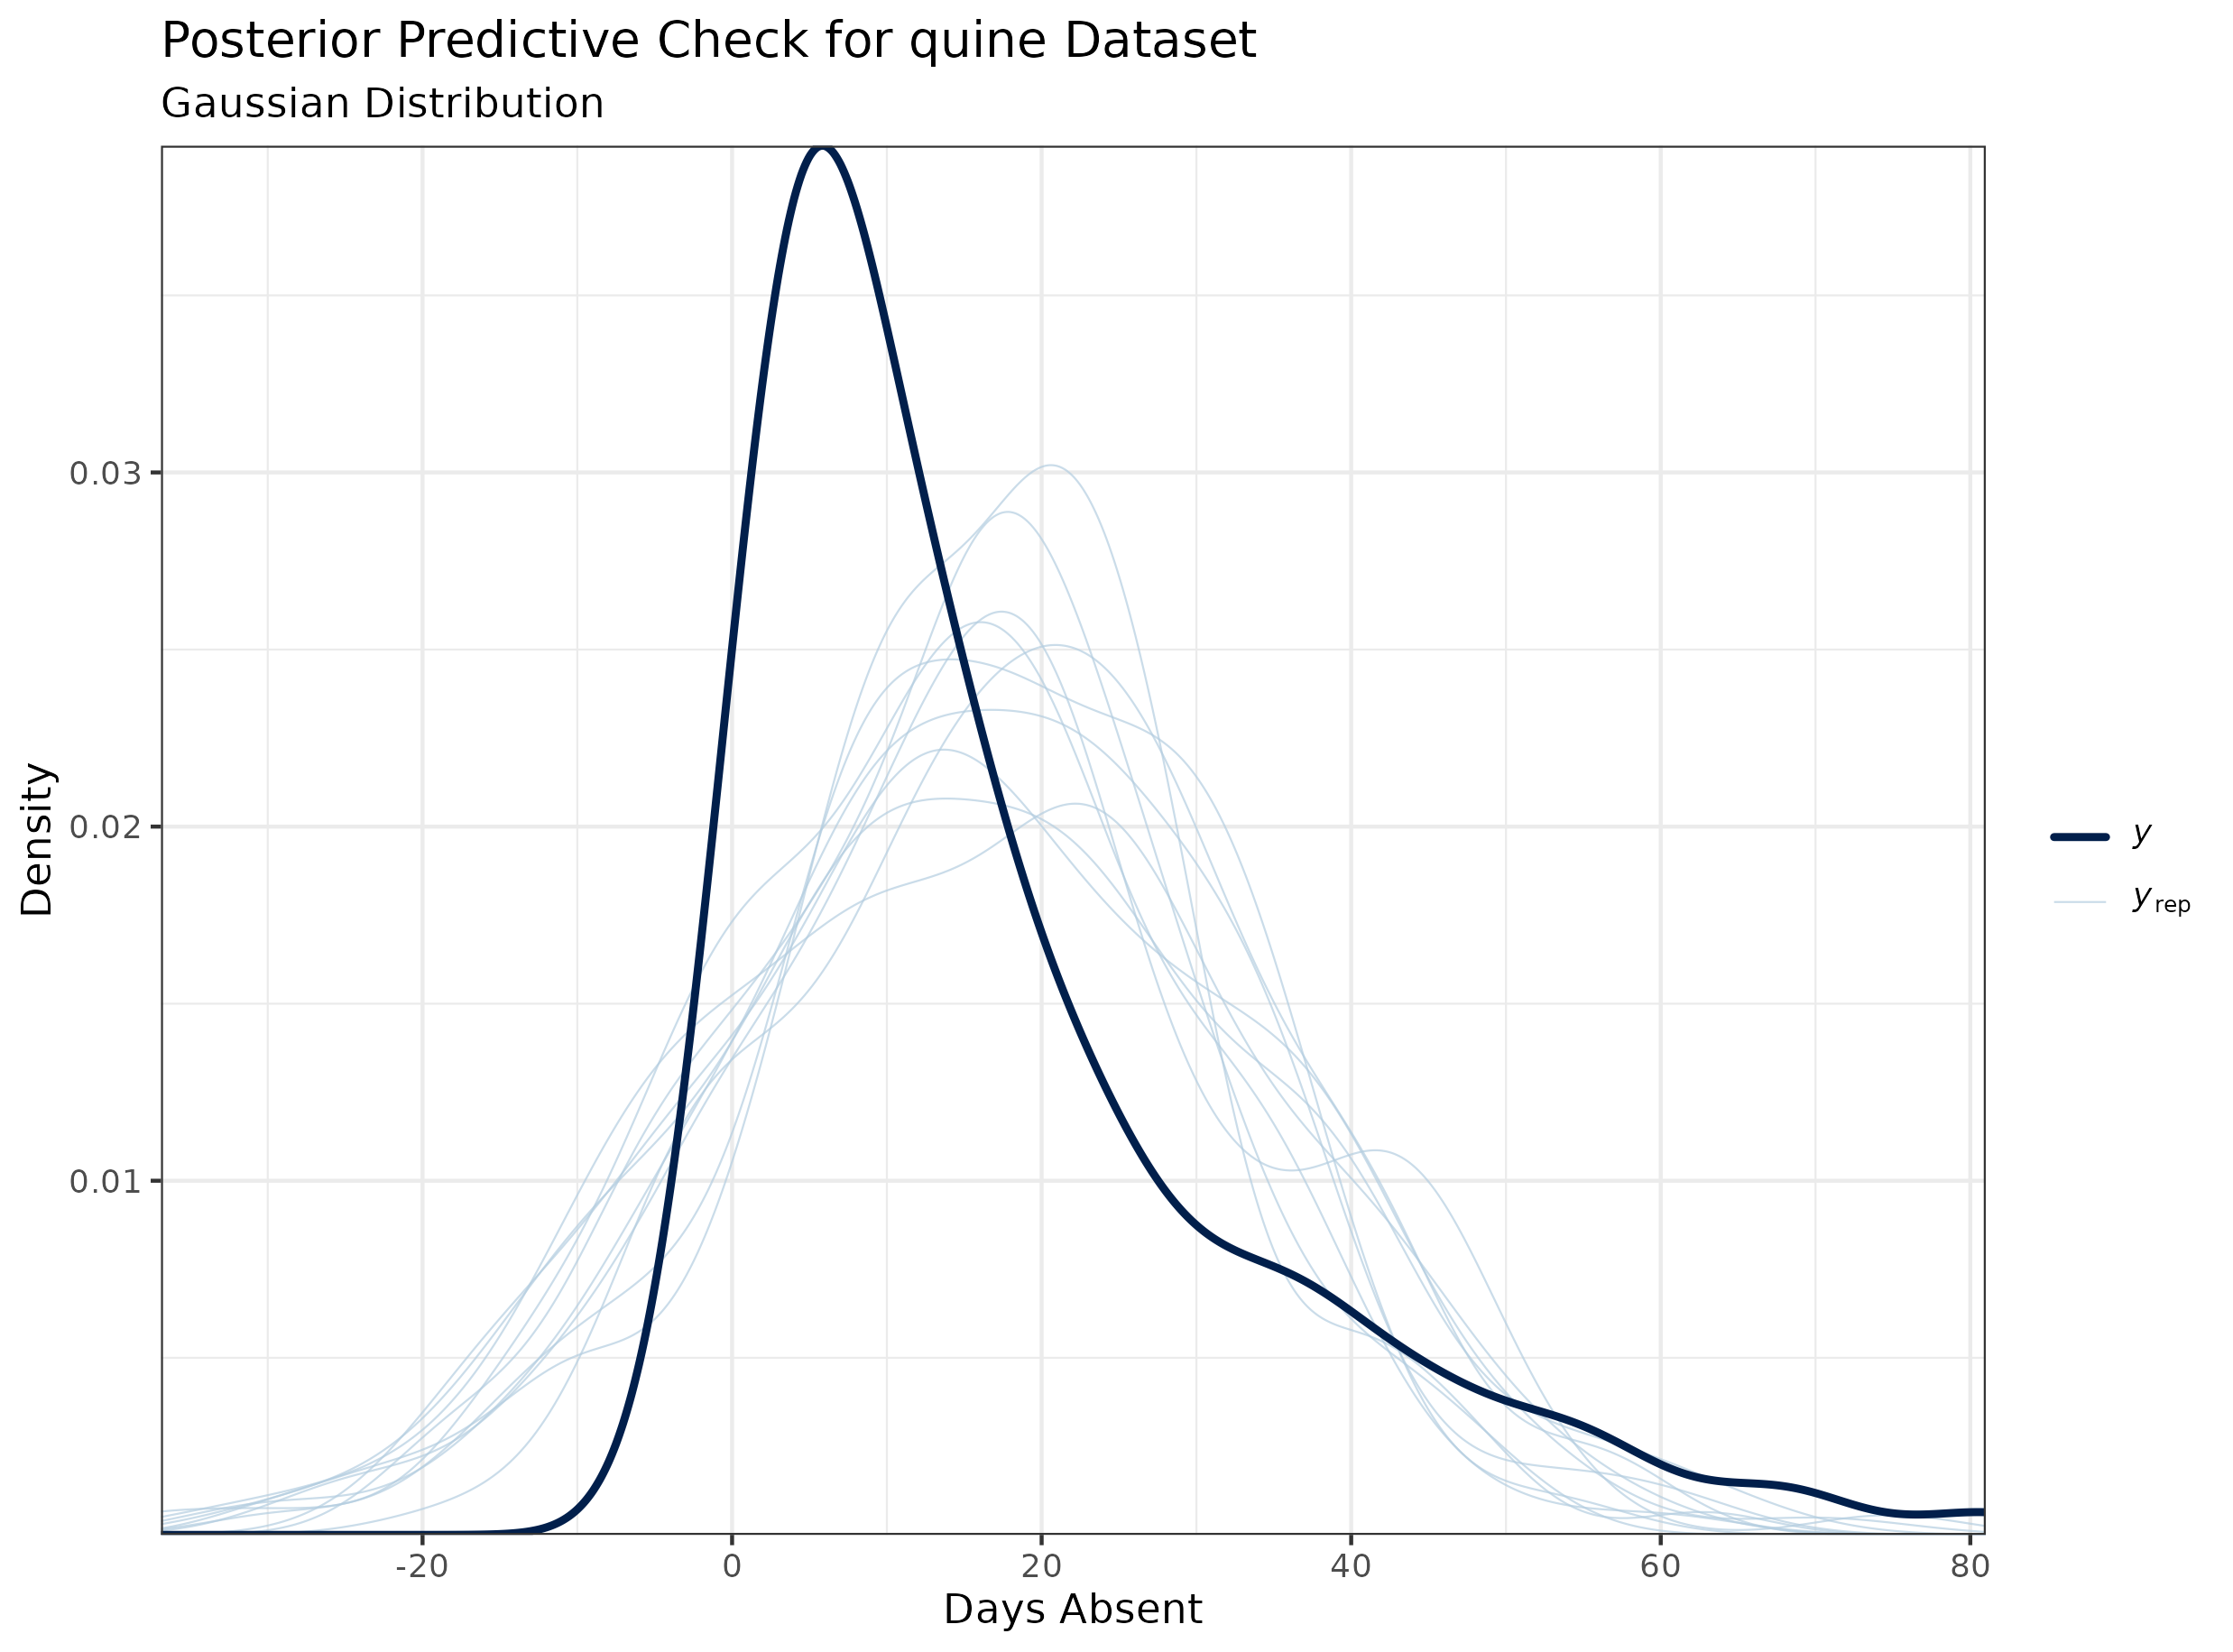 Posterior Predictive Check for quine Dataset
Gaussian Distribution
Density
0.03
0.02
0.01
-20 0 20 40 60 80
Days Absent
y
y rep